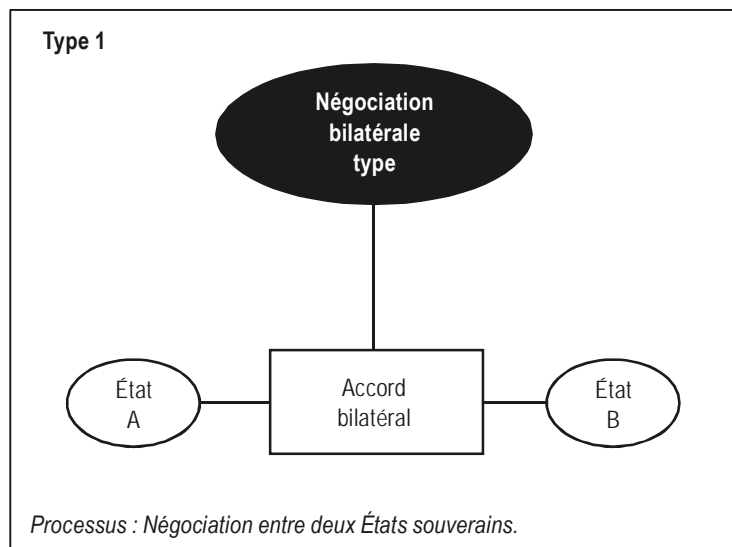 Type 1
Négociation
bilatérale
type
État
A
Accord
bilatéral
État
B
Processus : Négociation entre deux États souverains.